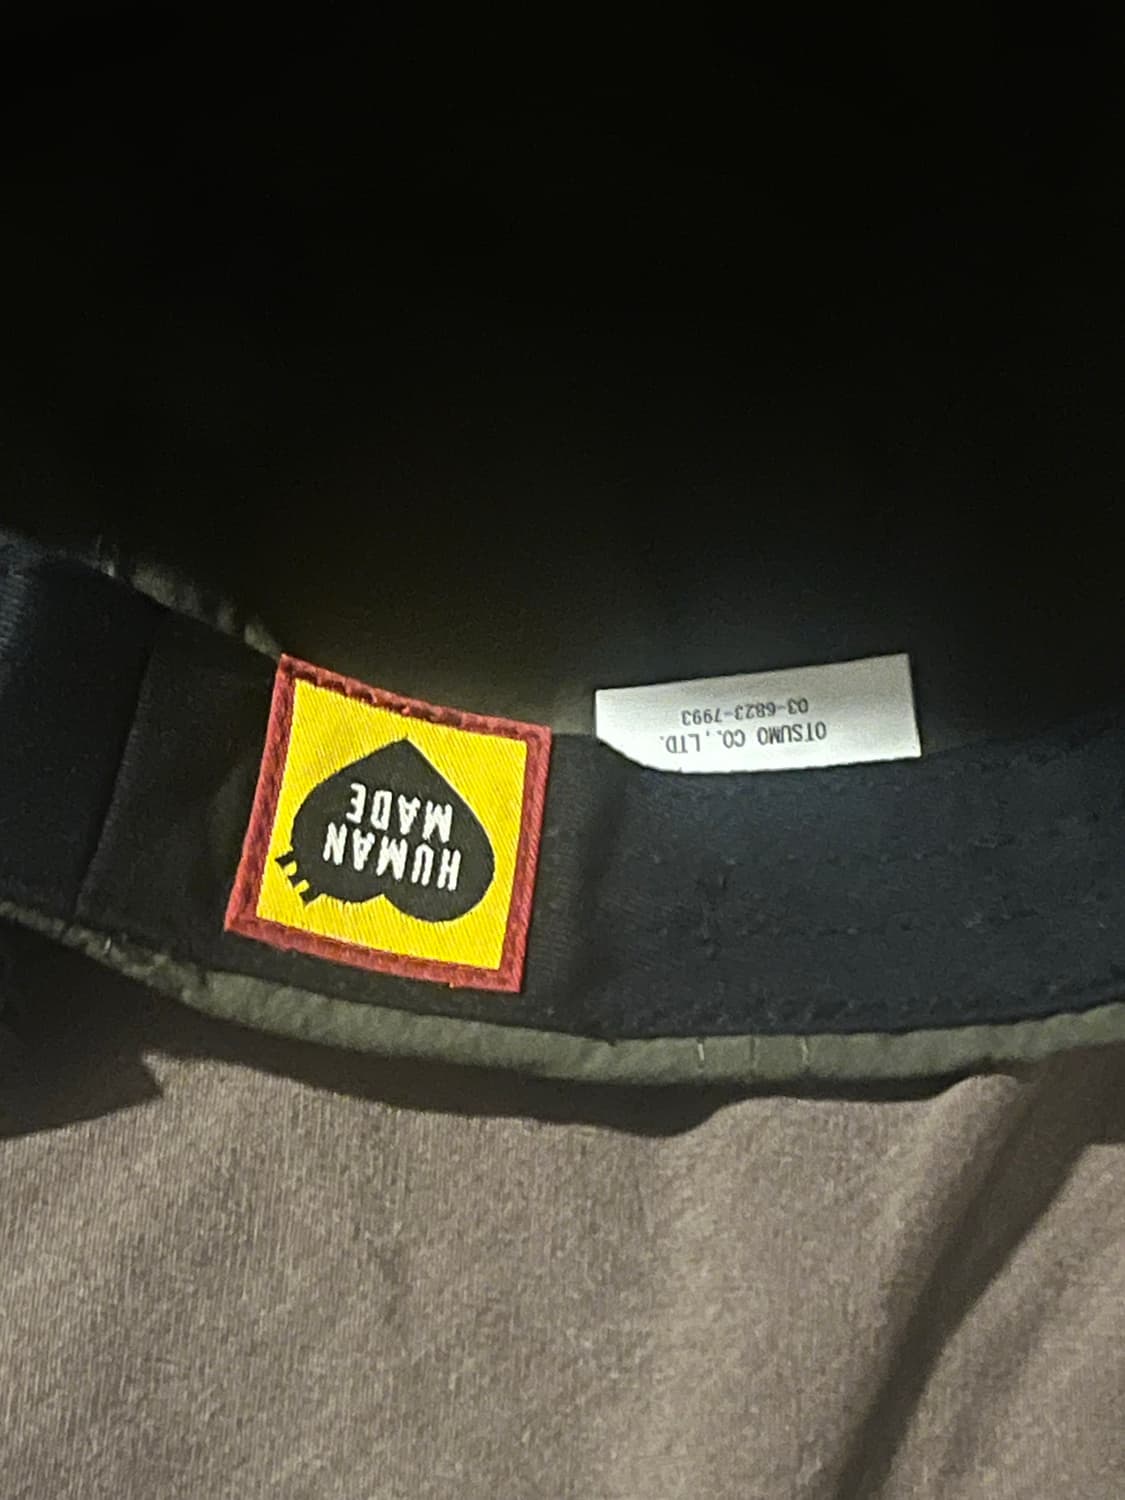 HUMAN
MADE
OTSUMO CO., LTD.
03-6823-7993